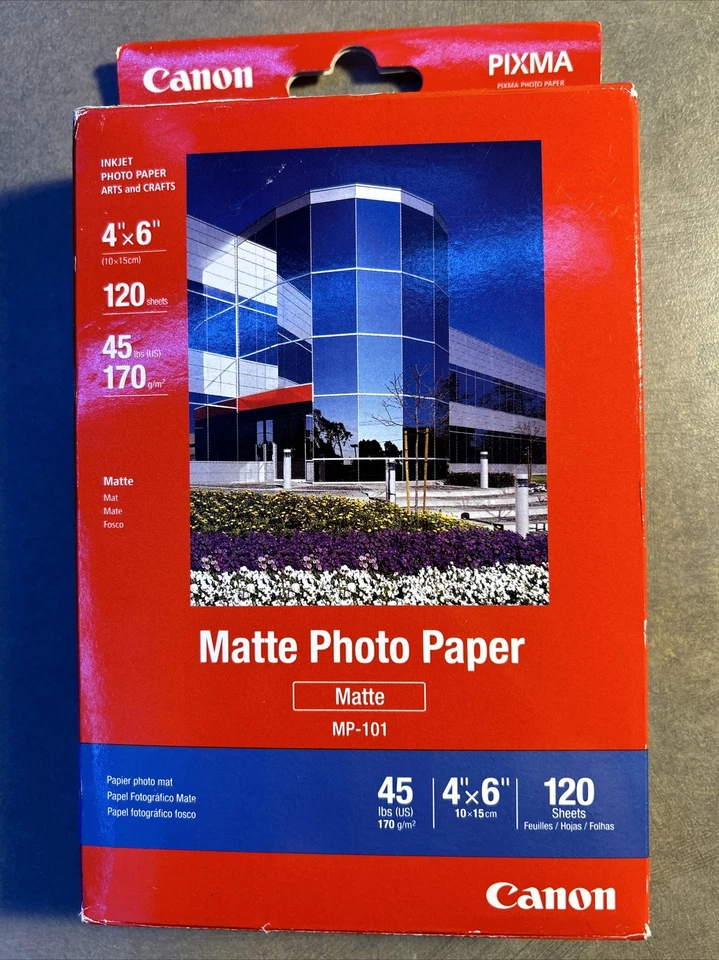 Canon
PIXMA
PIXMA PHOTO PAPER
INKJET
PHOTO PAPER
ARTS and CRAFTS
4"×6"
(10×15cm)
120 sheets
45 lbs (US)
170 g/m²
Matte
Mat
Mate
Fosco
Matte Photo Paper
Matte
MP-101
Papier photo mat
Papel Fotográfico Mate
Papel fotográfico fosco
45
lbs (US)
170 g/m²
4"×6"
10×15cm
120
Sheets
Feuilles / Hojas / Folhas
Canon